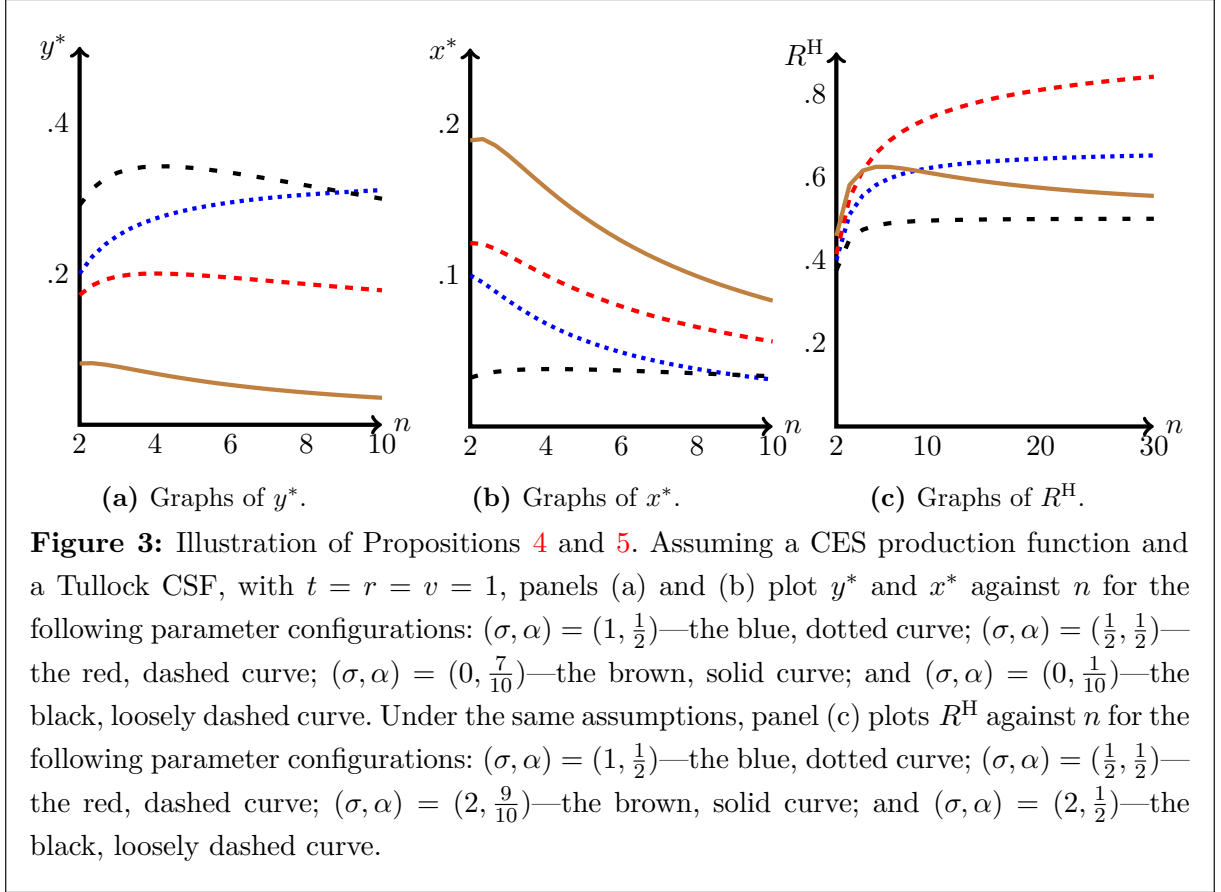 y* x* R^H
.4
.2
2 4 6 8 10 n
.2
.1
2 4 6 8 10 n
.8
.6
.4
.2
2 10 20 30 n
(a) Graphs of y*. (b) Graphs of x*. (c) Graphs of R^H.
Figure 3: Illustration of Propositions 4 and 5. Assuming a CES production function and
a Tullock CSF, with t = r = v = 1, panels (a) and (b) plot y* and x* against n for the
following parameter configurations: (σ, α) = (1, 1/2)—the blue, dotted curve; (σ, α) = (1/2, 1/2)—
the red, dashed curve; (σ, α) = (0, 7/10)—the brown, solid curve; and (σ, α) = (0, 1/10)—the
black, loosely dashed curve. Under the same assumptions, panel (c) plots R^H against n for the
following parameter configurations: (σ, α) = (1, 1/2)—the blue, dotted curve; (σ, α) = (1/2, 1/2)—
the red, dashed curve; (σ, α) = (2, 9/10)—the brown, solid curve; and (σ, α) = (2, 1/2)—the
black, loosely dashed curve.